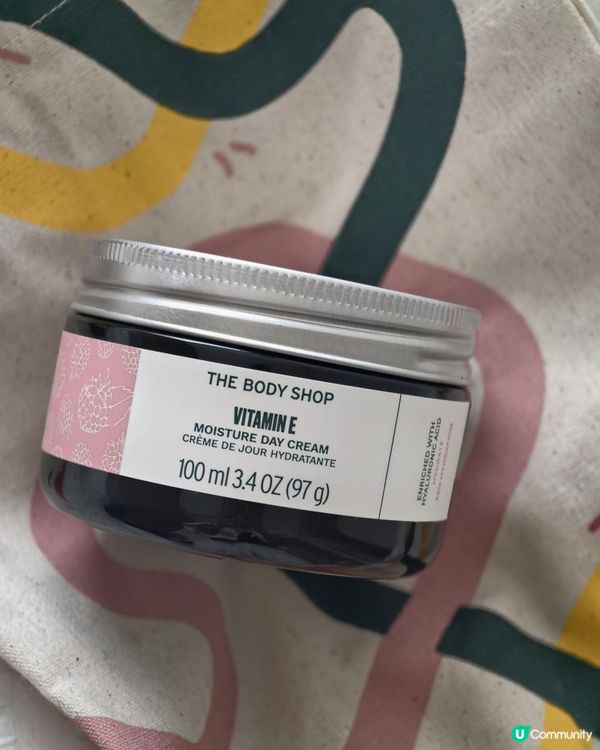 THE BODY SHOP
VITAMIN E
MOISTURE DAY CREAM
CRÈME DE JOUR HYDRATANTE
100 ml 3.4 OZ (97 g)
ENRICHED WITH
HYALURONIC ACID
U Community